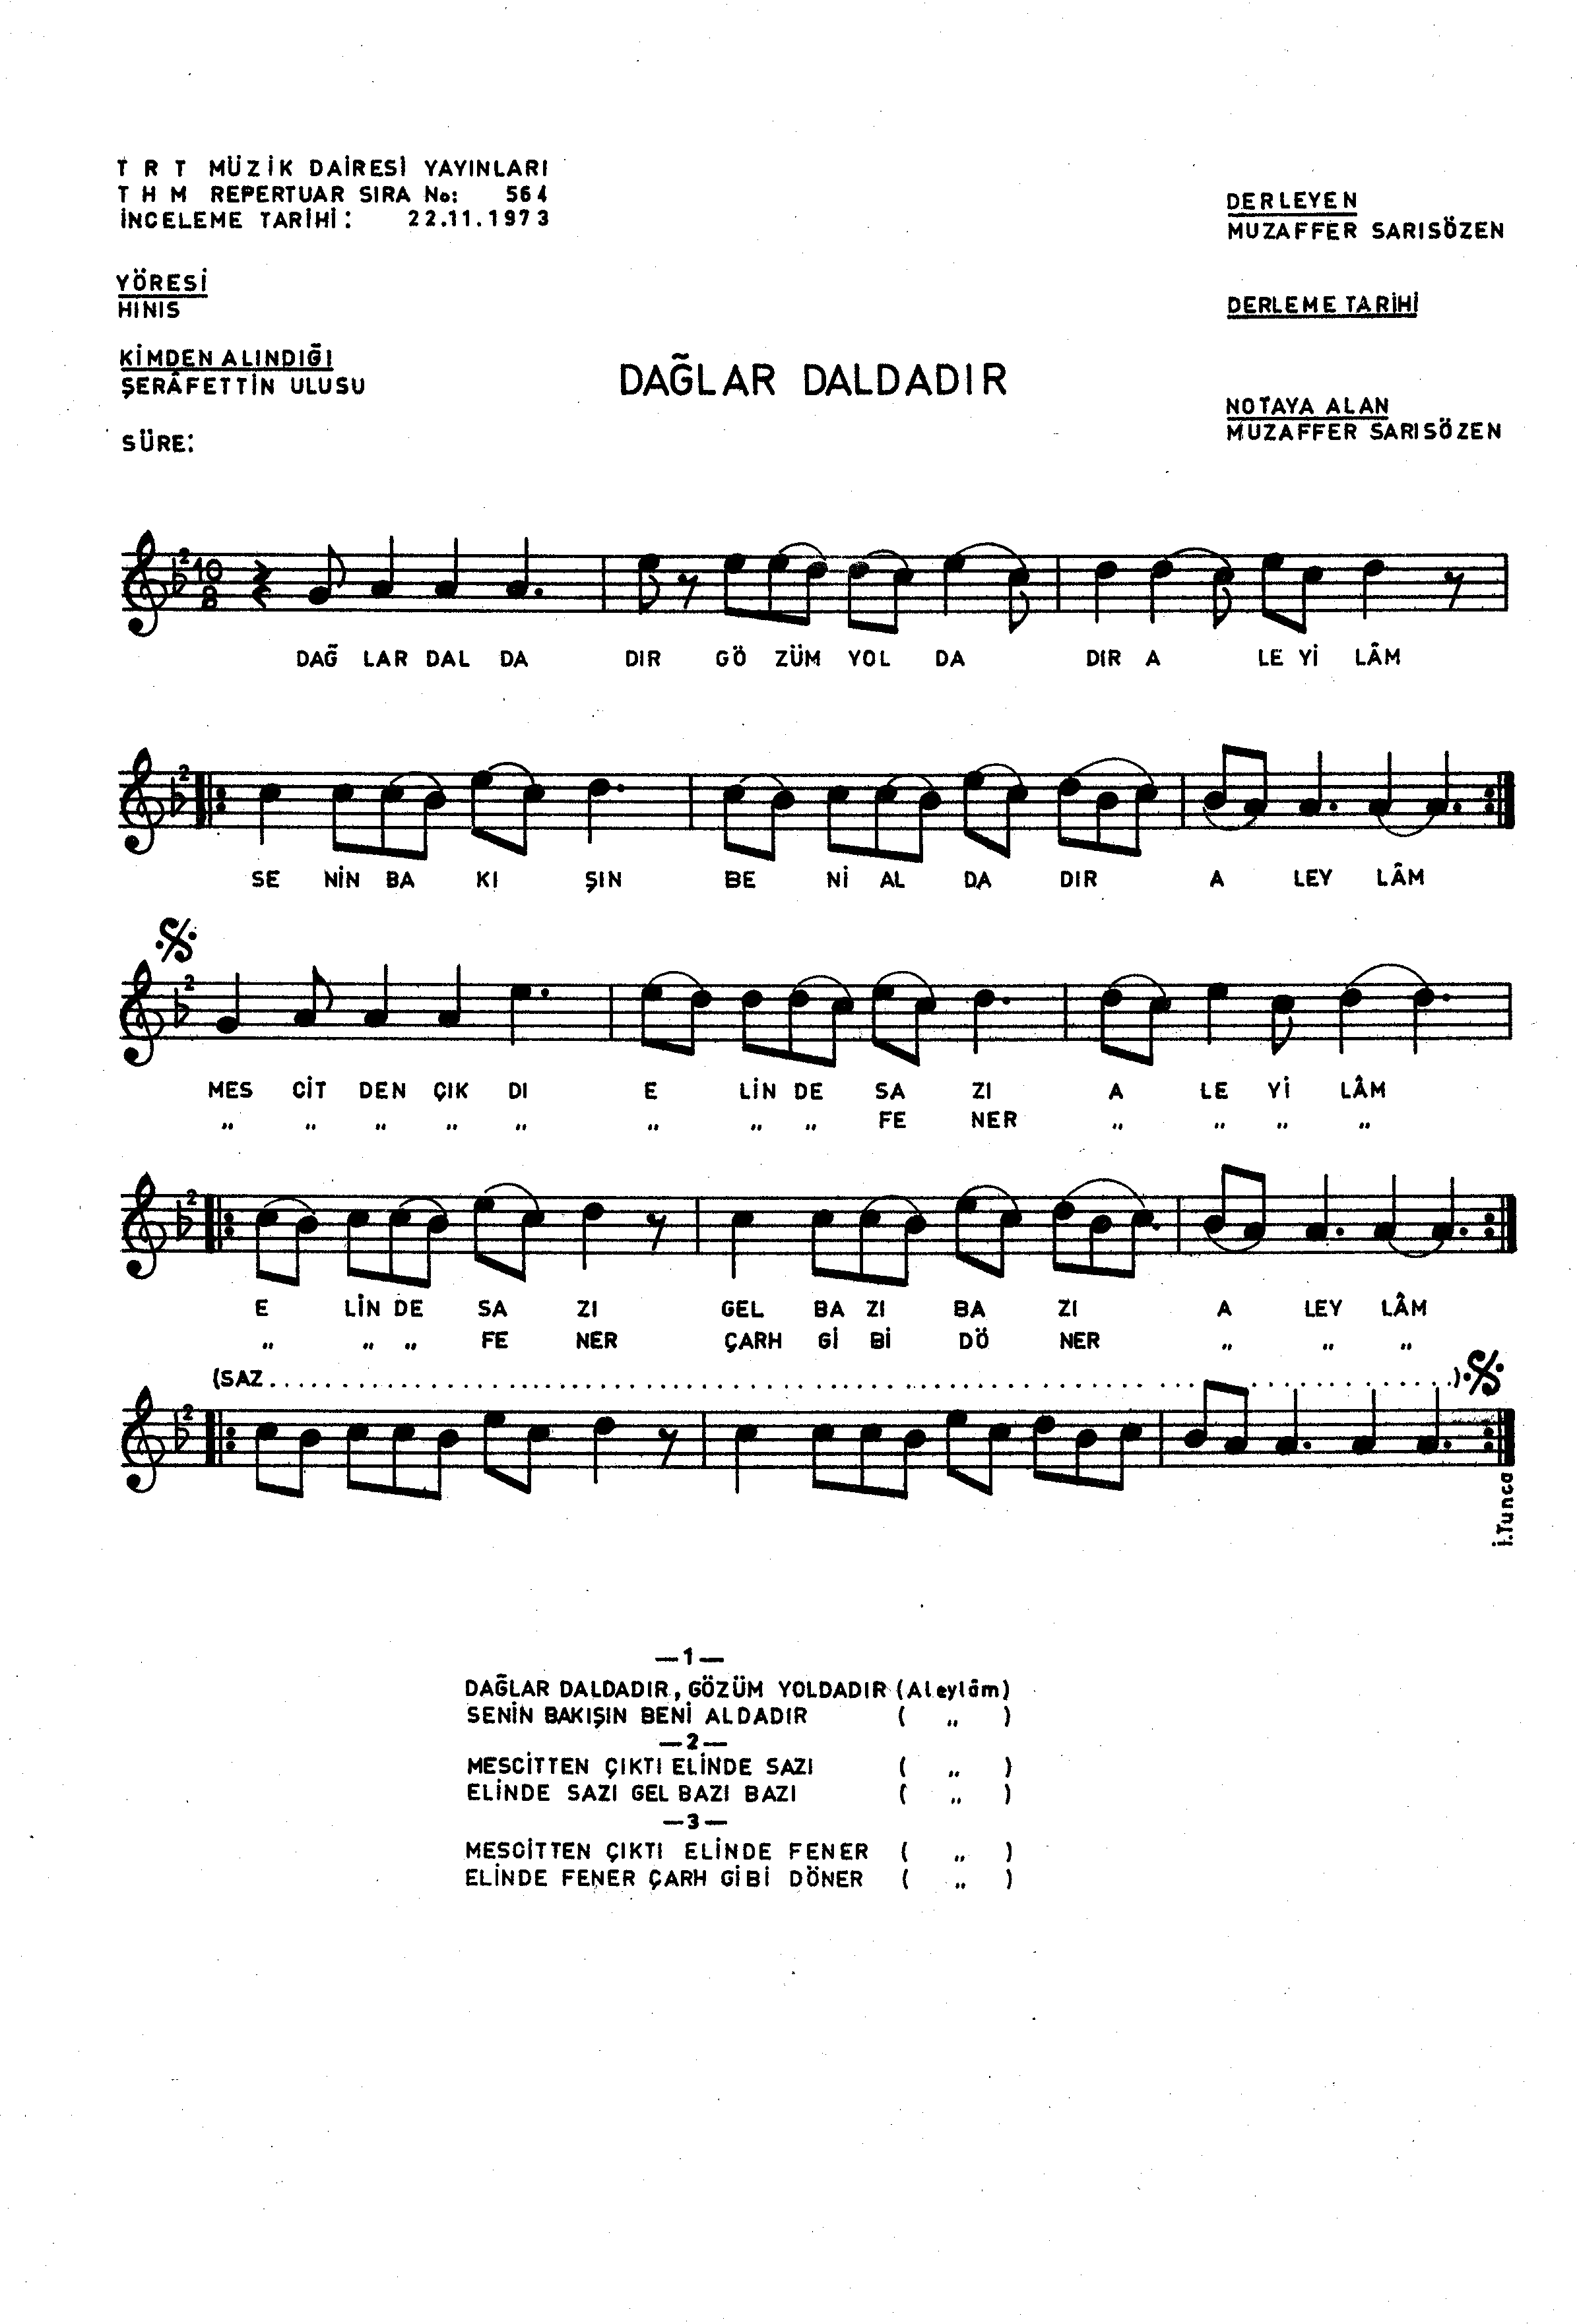 T R T MÜZİK DAİRESİ YAYINLARI
T H M REPERTUAR SIRA No: 564
İNCELEME TARİHİ: 22.11.1973
DERLEYEN
MUZAFFER SARISÖZEN
YÖRESİ
HINIS
DERLEME TARİHİ
KİMDEN ALINDIĞI
ŞERÂFETTİN ULUSU
DAĞLAR DALDADIR
NOTAYA ALAN
MUZAFFER SARISÖZEN
SÜRE:
2 10 8
DAĞ LAR DAL DA DIR GÖ ZÜM YOL DA DIR A LE Yİ LÂM
2
SE NİN BA KI ŞIN BE Nİ AL DA DIR A LEY LÂM
2
MES CİT DEN ÇIK DI E LİN DE SA ZI A LE Yİ LÂM
" " " " " " " " FE NER " " " "
2
E LİN DE SA ZI GEL BA ZI BA ZI A LEY LÂM
" " " FE NER ÇARH Gİ Bİ DÖ NER " " "
(SAZ. . . . . . . . . . . . . . . . . . . . . . . . . . . . . .)
2
İ.Tunca
—1—
DAĞLAR DALDADIR, GÖZÜM YOLDADIR (Aleylâm)
SENİN BAKIŞIN BENİ ALDADIR ( " )
—2—
MESCİTTEN ÇIKTI ELİNDE SAZI ( " )
ELİNDE SAZI GEL BAZI BAZI ( " )
—3—
MESCİTTEN ÇIKTI ELİNDE FENER ( " )
ELİNDE FENER ÇARH GİBİ DÖNER ( " )